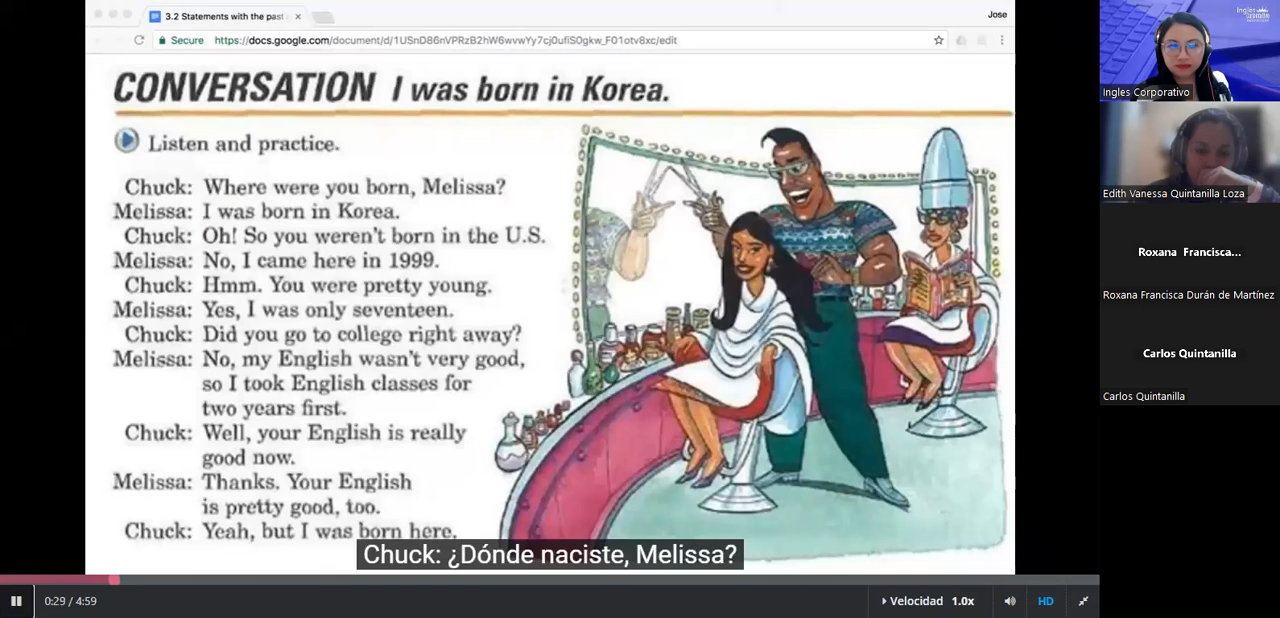 3.2 Statements with the past
Jose
Secure
https://docs.google.com/document/d/1USnD86nVPRzB2hW6wvwYy7cj0ufiS0gkw_F01otv8xc/edit
CONVERSATION I was born in Korea.
Listen and practice.
Chuck: Where were you born, Melissa?
Melissa: I was born in Korea.
Chuck: Oh! So you weren't born in the U.S.
Melissa: No, I came here in 1999.
Chuck: Hmm. You were pretty young.
Melissa: Yes, I was only seventeen.
Chuck: Did you go to college right away?
Melissa: No, my English wasn't very good,
so I took English classes for
two years first.
Chuck: Well, your English is really
good now.
Melissa: Thanks. Your English
is pretty good, too.
Chuck: Yeah, but I was born here.
Chuck: ¿Dónde naciste, Melissa?
0:29 / 4:59
Velocidad 1.0x
HD
Ingles
Ingles Corporativo
Edith Vanessa Quintanilla Loza
Roxana Francisca...
Roxana Francisca Durán de Martínez
Carlos Quintanilla
Carlos Quintanilla